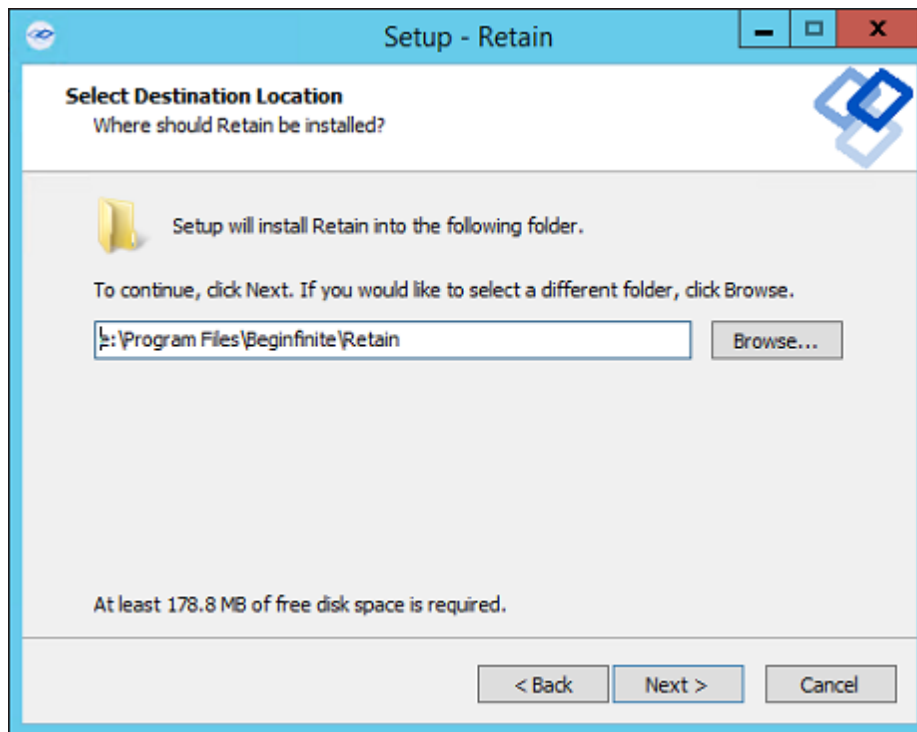 Setup - Retain
Select Destination Location
Where should Retain be installed?
Setup will install Retain into the following folder.
To continue, click Next. If you would like to select a different folder, click Browse.
e:\Program Files\Beginfinite\Retain
Browse...
At least 178.8 MB of free disk space is required.
< Back
Next >
Cancel